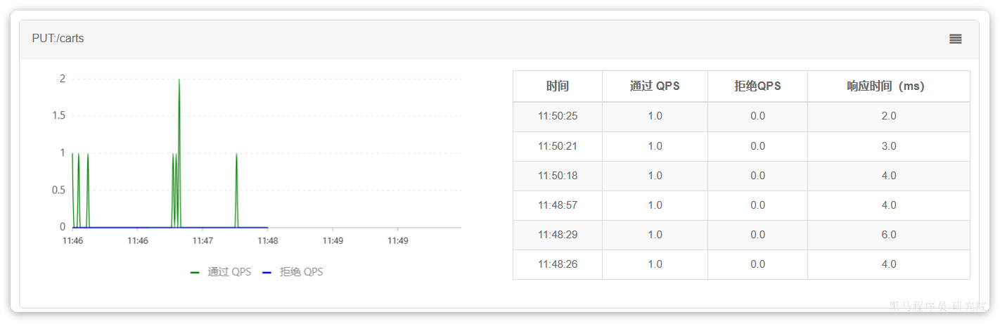 PUT:/carts
2
1.5
1
0.5
0
11:46 11:46 11:47 11:48 11:49 11:49
通过 QPS 拒绝 QPS
时间 通过 QPS 拒绝QPS 响应时间（ms）
11:50:25 1.0 0.0 2.0
11:50:21 1.0 0.0 3.0
11:50:18 1.0 0.0 4.0
11:48:57 1.0 0.0 4.0
11:48:29 1.0 0.0 6.0
11:48:26 1.0 0.0 4.0
黑马程序员-研究院